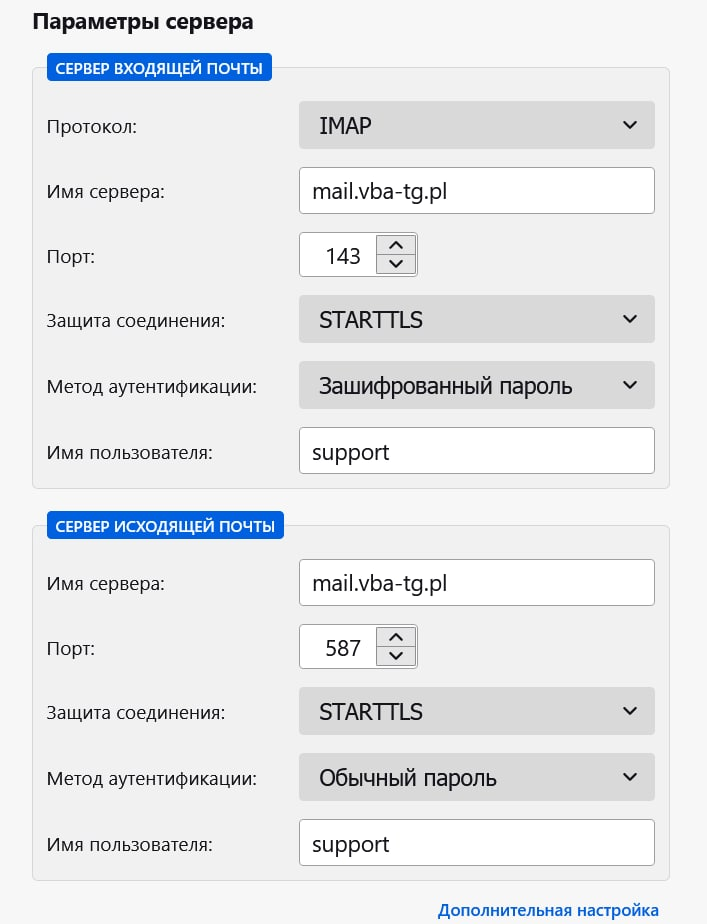 Параметры сервера
СЕРВЕР ВХОДЯЩЕЙ ПОЧТЫ
Протокол: IMAP
Имя сервера: mail.vba-tg.pl
Порт: 143
Защита соединения: STARTTLS
Метод аутентификации: Зашифрованный пароль
Имя пользователя: support
СЕРВЕР ИСХОДЯЩЕЙ ПОЧТЫ
Имя сервера: mail.vba-tg.pl
Порт: 587
Защита соединения: STARTTLS
Метод аутентификации: Обычный пароль
Имя пользователя: support
Дополнительная настройка